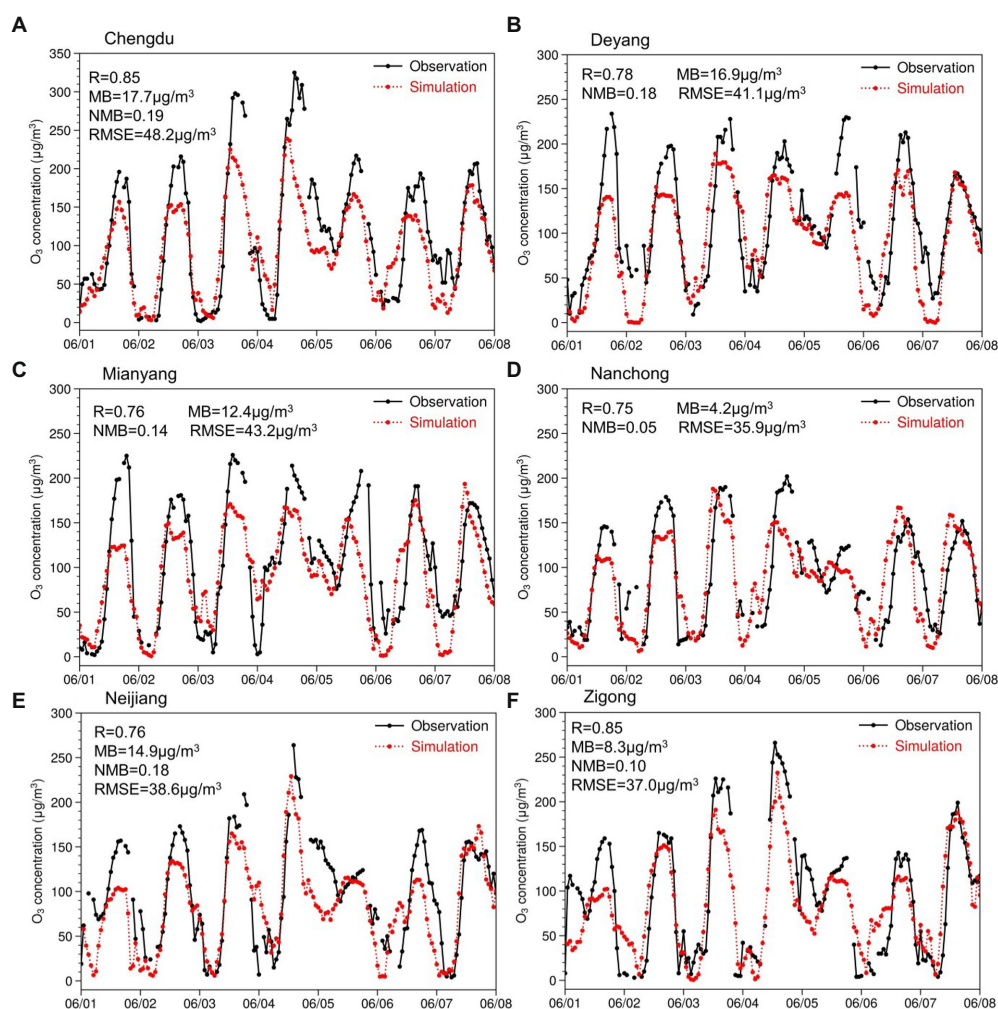 A
Chengdu
O3 concentration (µg/m³)
350
300
250
200
150
100
50
0
R=0.85
MB=17.7µg/m³
NMB=0.19
RMSE=48.2µg/m³
Observation
Simulation
06/01 06/02 06/03 06/04 06/05 06/06 06/07 06/08
B
Deyang
O3 concentration (µg/m³)
300
250
200
150
100
50
0
R=0.78 MB=16.9µg/m³
NMB=0.18 RMSE=41.1µg/m³
Observation
Simulation
06/01 06/02 06/03 06/04 06/05 06/06 06/07 06/08
C
Mianyang
O3 concentration (µg/m³)
300
250
200
150
100
50
0
R=0.76 MB=12.4µg/m³
NMB=0.14 RMSE=43.2µg/m³
Observation
Simulation
06/01 06/02 06/03 06/04 06/05 06/06 06/07 06/08
D
Nanchong
O3 concentration (µg/m³)
300
250
200
150
100
50
0
R=0.75 MB=4.2µg/m³
NMB=0.05 RMSE=35.9µg/m³
Observation
Simulation
06/01 06/02 06/03 06/04 06/05 06/06 06/07 06/08
E
Neijiang
O3 concentration (µg/m³)
300
250
200
150
100
50
0
R=0.76
MB=14.9µg/m³
NMB=0.18
RMSE=38.6µg/m³
Observation
Simulation
06/01 06/02 06/03 06/04 06/05 06/06 06/07 06/08
F
Zigong
O3 concentration (µg/m³)
300
250
200
150
100
50
0
R=0.85
MB=8.3µg/m³
NMB=0.10
RMSE=37.0µg/m³
Observation
Simulation
06/01 06/02 06/03 06/04 06/05 06/06 06/07 06/08